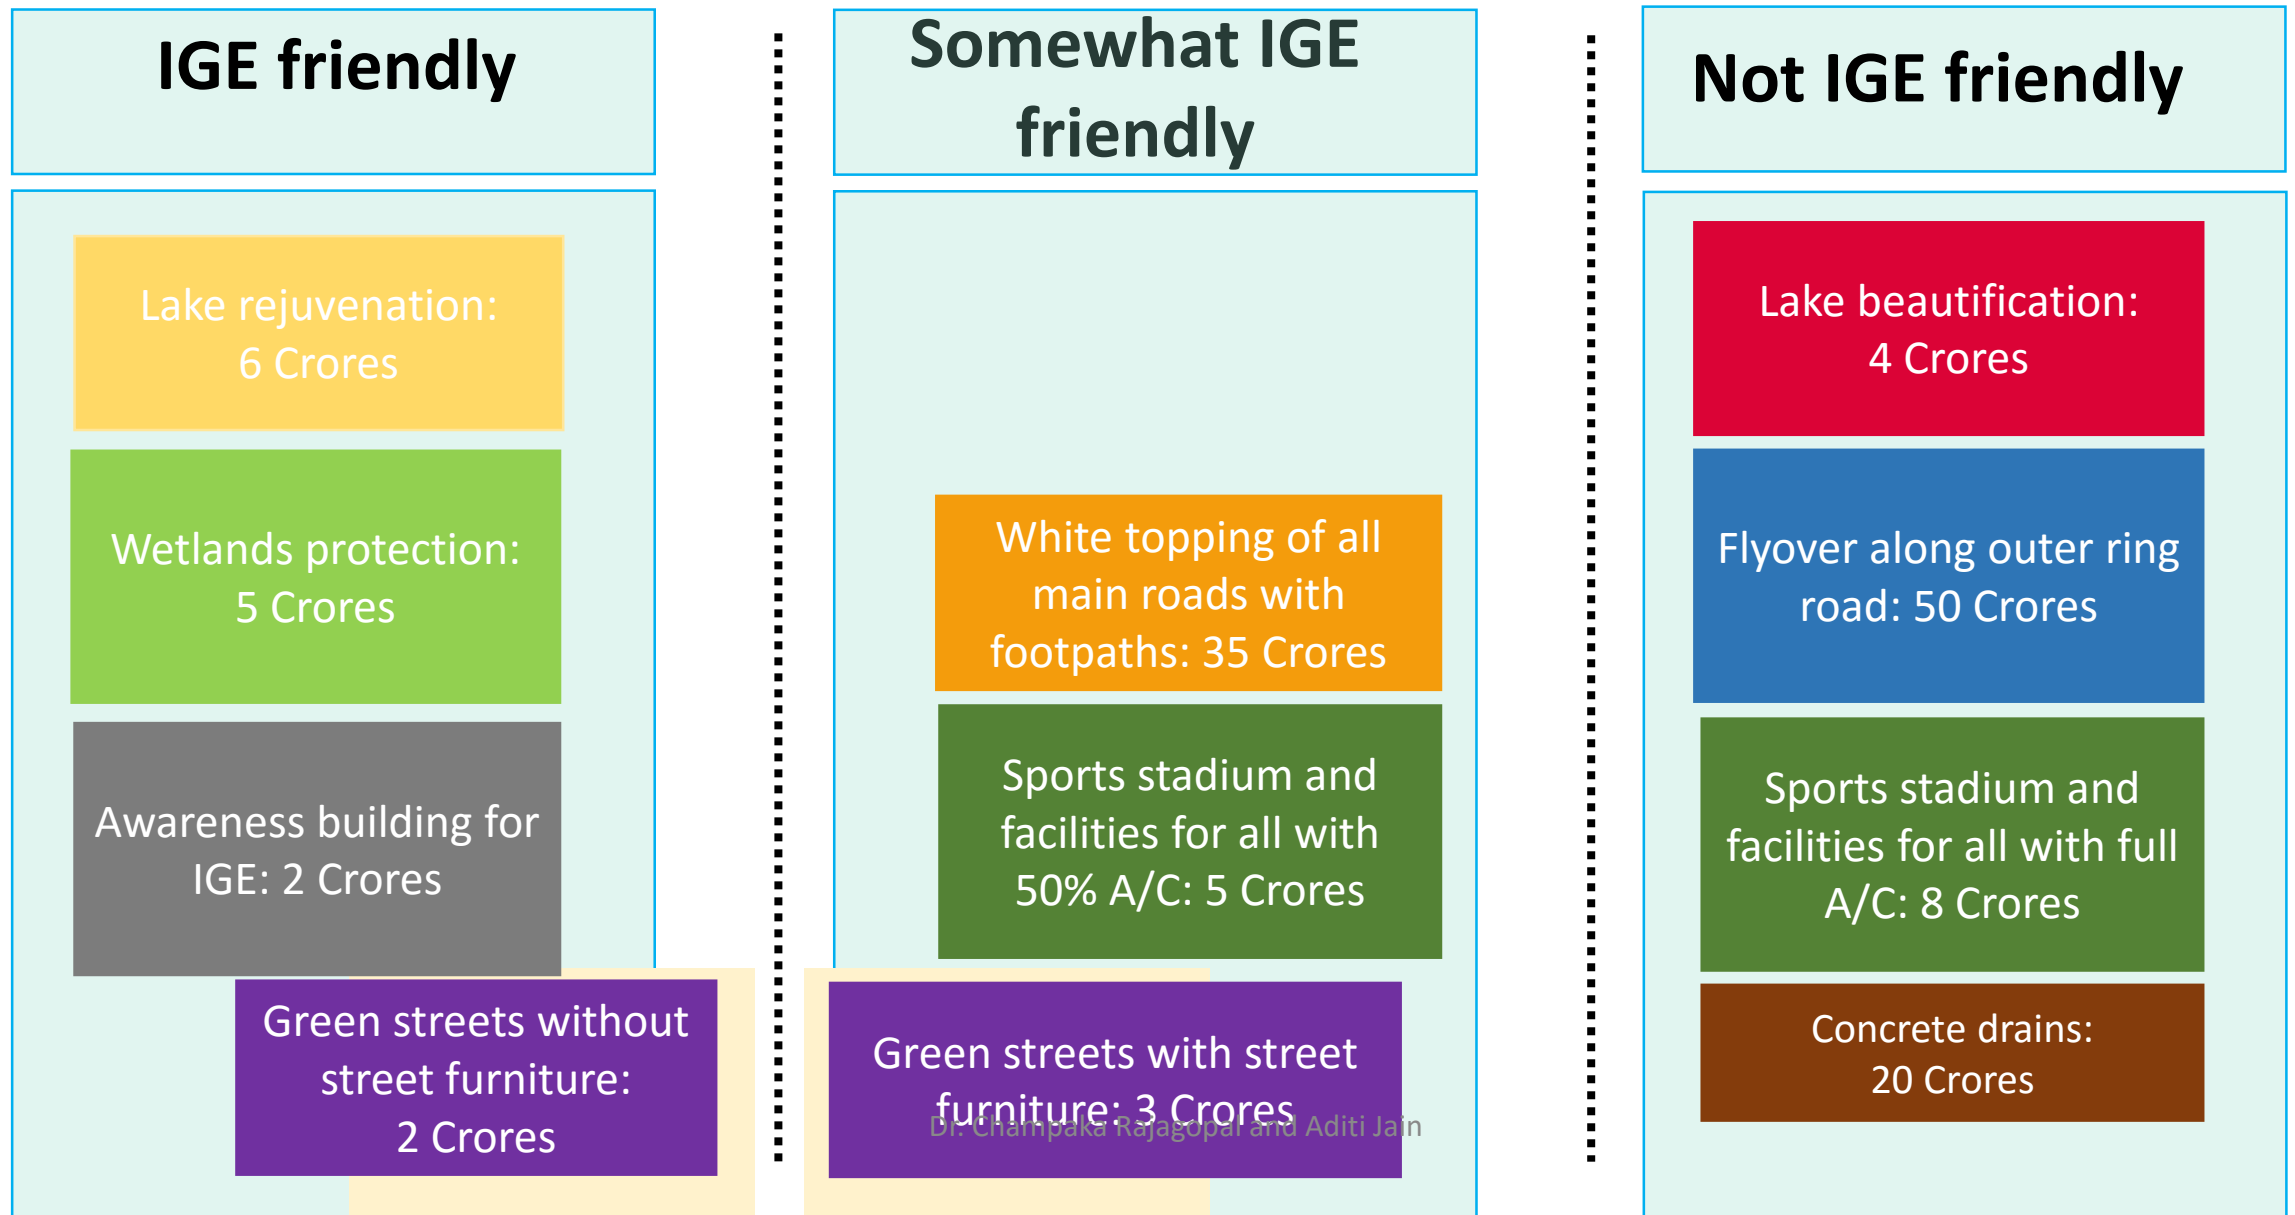 IGE friendly
Lake rejuvenation:
6 Crores
Wetlands protection:
5 Crores
Awareness building for
IGE: 2 Crores
Green streets without
street furniture:
2 Crores
Somewhat IGE
friendly
White topping of all
main roads with
footpaths: 35 Crores
Sports stadium and
facilities for all with
50% A/C: 5 Crores
Green streets with street
furniture: 3 Crores
Dr. Champaka Rajagopal and Aditi Jain
Not IGE friendly
Lake beautification:
4 Crores
Flyover along outer ring
road: 50 Crores
Sports stadium and
facilities for all with full
A/C: 8 Crores
Concrete drains:
20 Crores